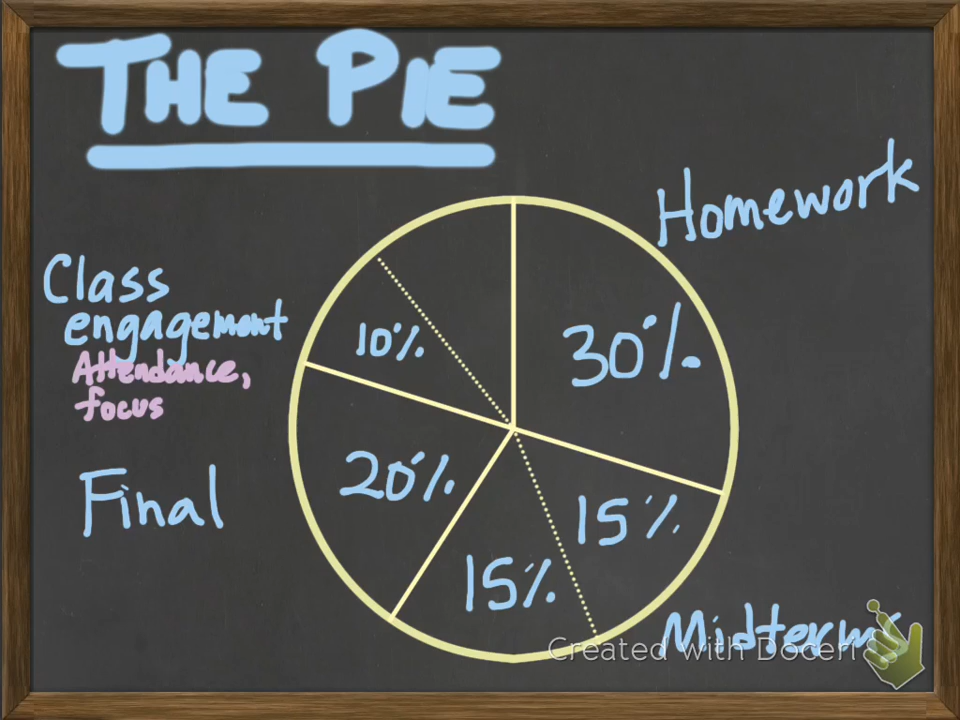 THE PIE
Homework
Class
engagement
Attendance,
focus
10%
30%
Final
20%
15%
15%
Midterms
Created with Doceri